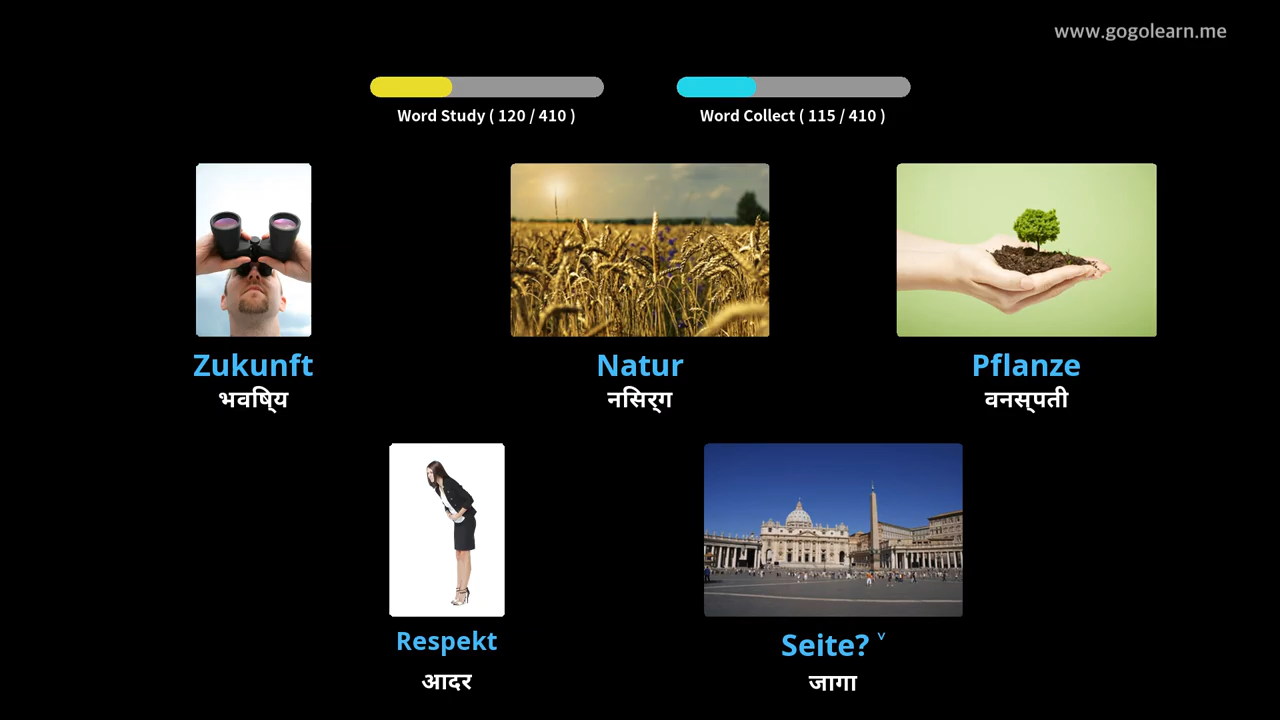 www.gogolearn.me
Word Study ( 120 / 410 )
Word Collect ( 115 / 410 )
Zukunft
Natur
Pflanze
भविष्य
निसर्ग
वनस्पती
Respekt
Seite? ˅
आदर
जागा